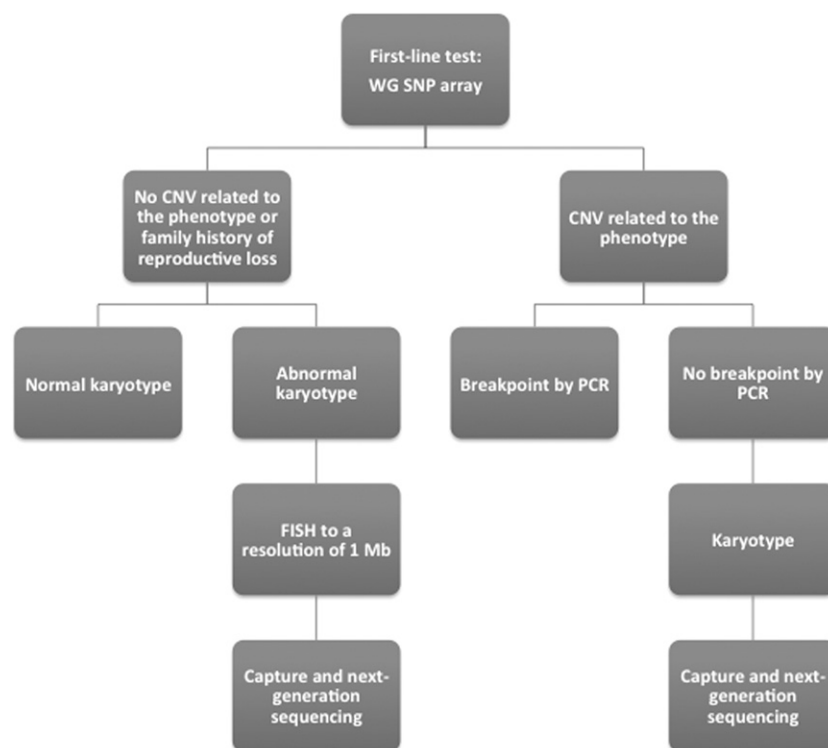 First-line test:
WG SNP array
No CNV related to
the phenotype or
family history of
reproductive loss
CNV related to the
phenotype
Normal karyotype
Abnormal
karyotype
Breakpoint by PCR
No breakpoint by
PCR
FISH to a
resolution of 1 Mb
Karyotype
Capture and next-
generation
sequencing
Capture and next-
generation
sequencing